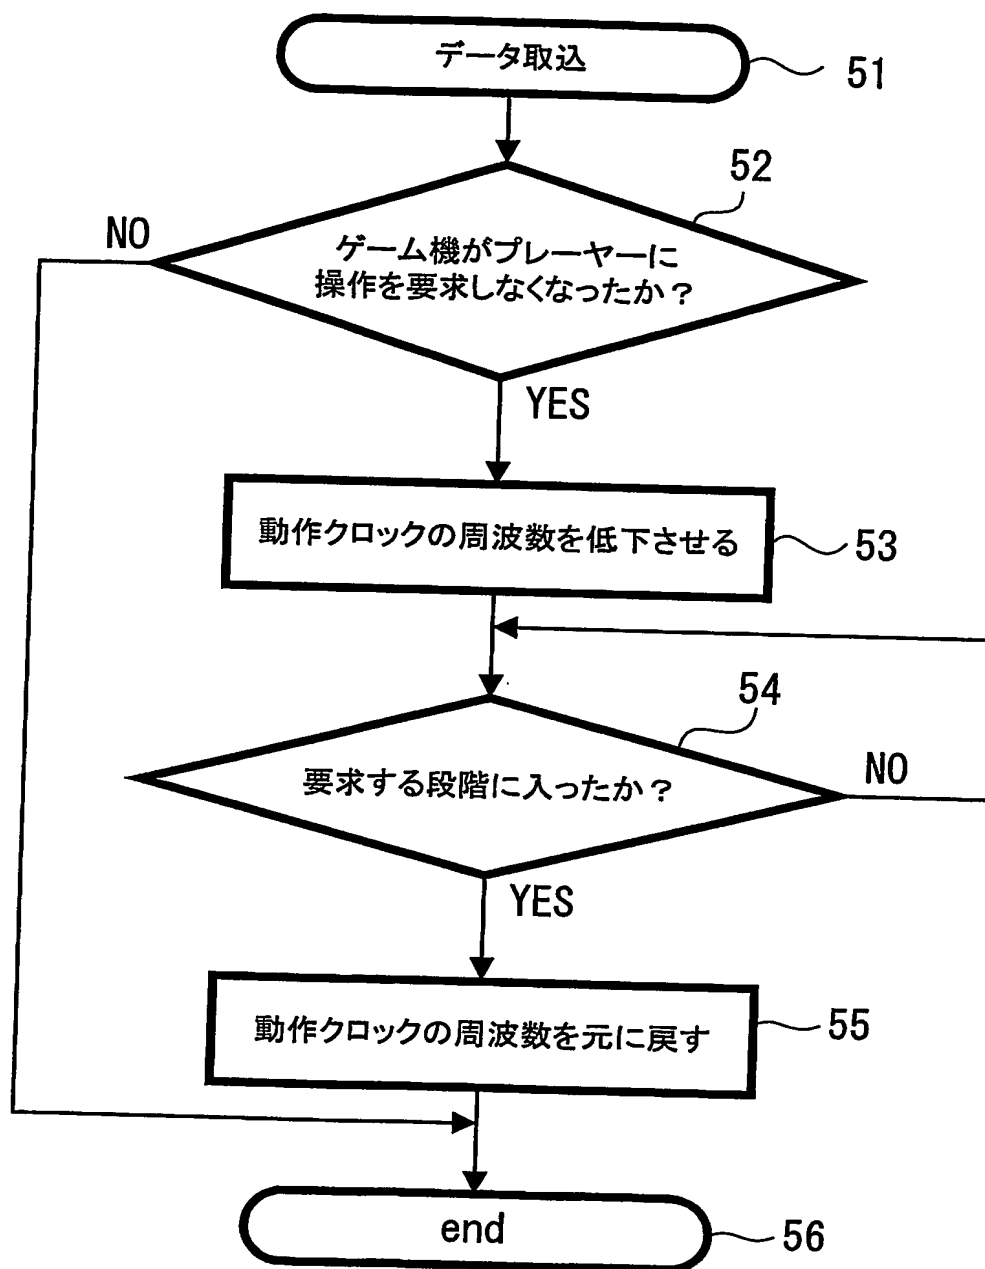 データ取込
51
52
NO
ゲーム機がプレーヤーに
操作を要求しなくなったか？
YES
動作クロックの周波数を低下させる
53
54
要求する段階に入ったか？
NO
YES
動作クロックの周波数を元に戻す
55
end
56